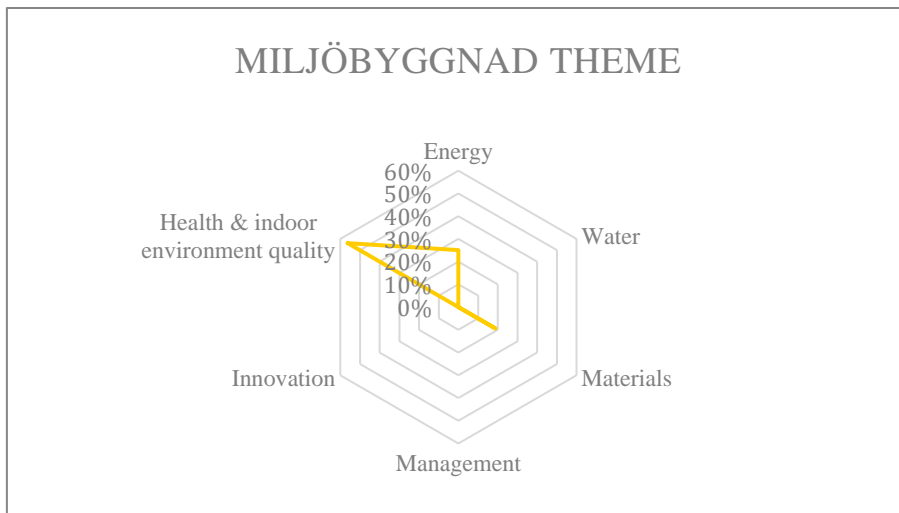 MILJÖBYGGNAD THEME
Energy
60%
50%
40%
30%
20%
10%
0%
Health & indoor
environment quality
Water
Innovation
Materials
Management